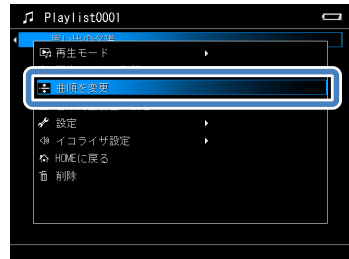 Playlist0001
再生モード
曲順を変更
設定
イコライザ設定
HOMEに戻る
削除